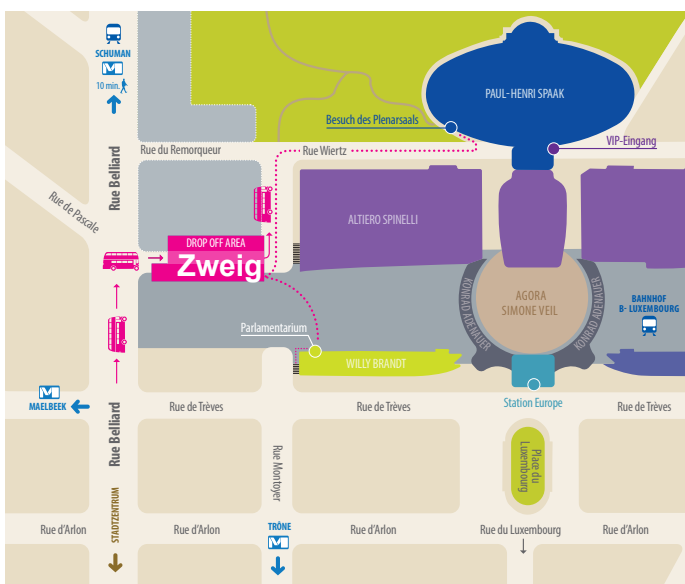 SCHUMAN
M
10 min.
PAUL-HENRI SPAAK
Besuch des Plenarsaals
VIP-Eingang
Rue du Remorqueur
Rue Wiertz
Rue Belliard
Rue de Pascale
ALTIERO SPINELLI
DROP OFF AREA
Zweig
KONRAD ADENAUER
AGORA
SIMONE VEIL
KONRAD ADENAUER
BAHNHOF
B- LUXEMBOURG
Parlamentarium
WILLY BRANDT
M
MAELBEEK
Rue de Trèves
Rue de Trèves
Station Europe
Rue de Trèves
Rue Belliard
Rue Montoyer
Place du
Luxembourg
STADTZENTRUM
Rue d'Arlon
Rue d'Arlon
TRÔNE
M
Rue d'Arlon
Rue du Luxembourg
Rue d'Arlon